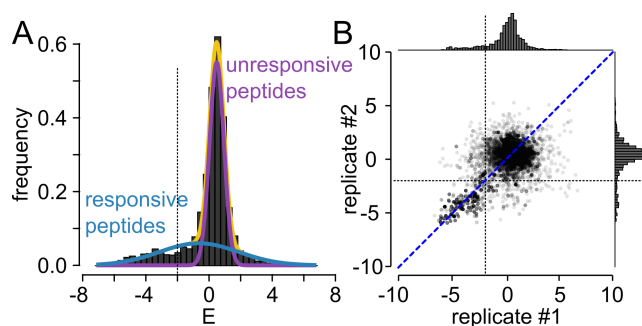 A
0.6
0.4
0.2
0.0
frequency
unresponsive
peptides
responsive
peptides
-8
-4
0
4
8
E
B
10
5
0
-5
-10
replicate #2
-10
-5
0
5
10
replicate #1